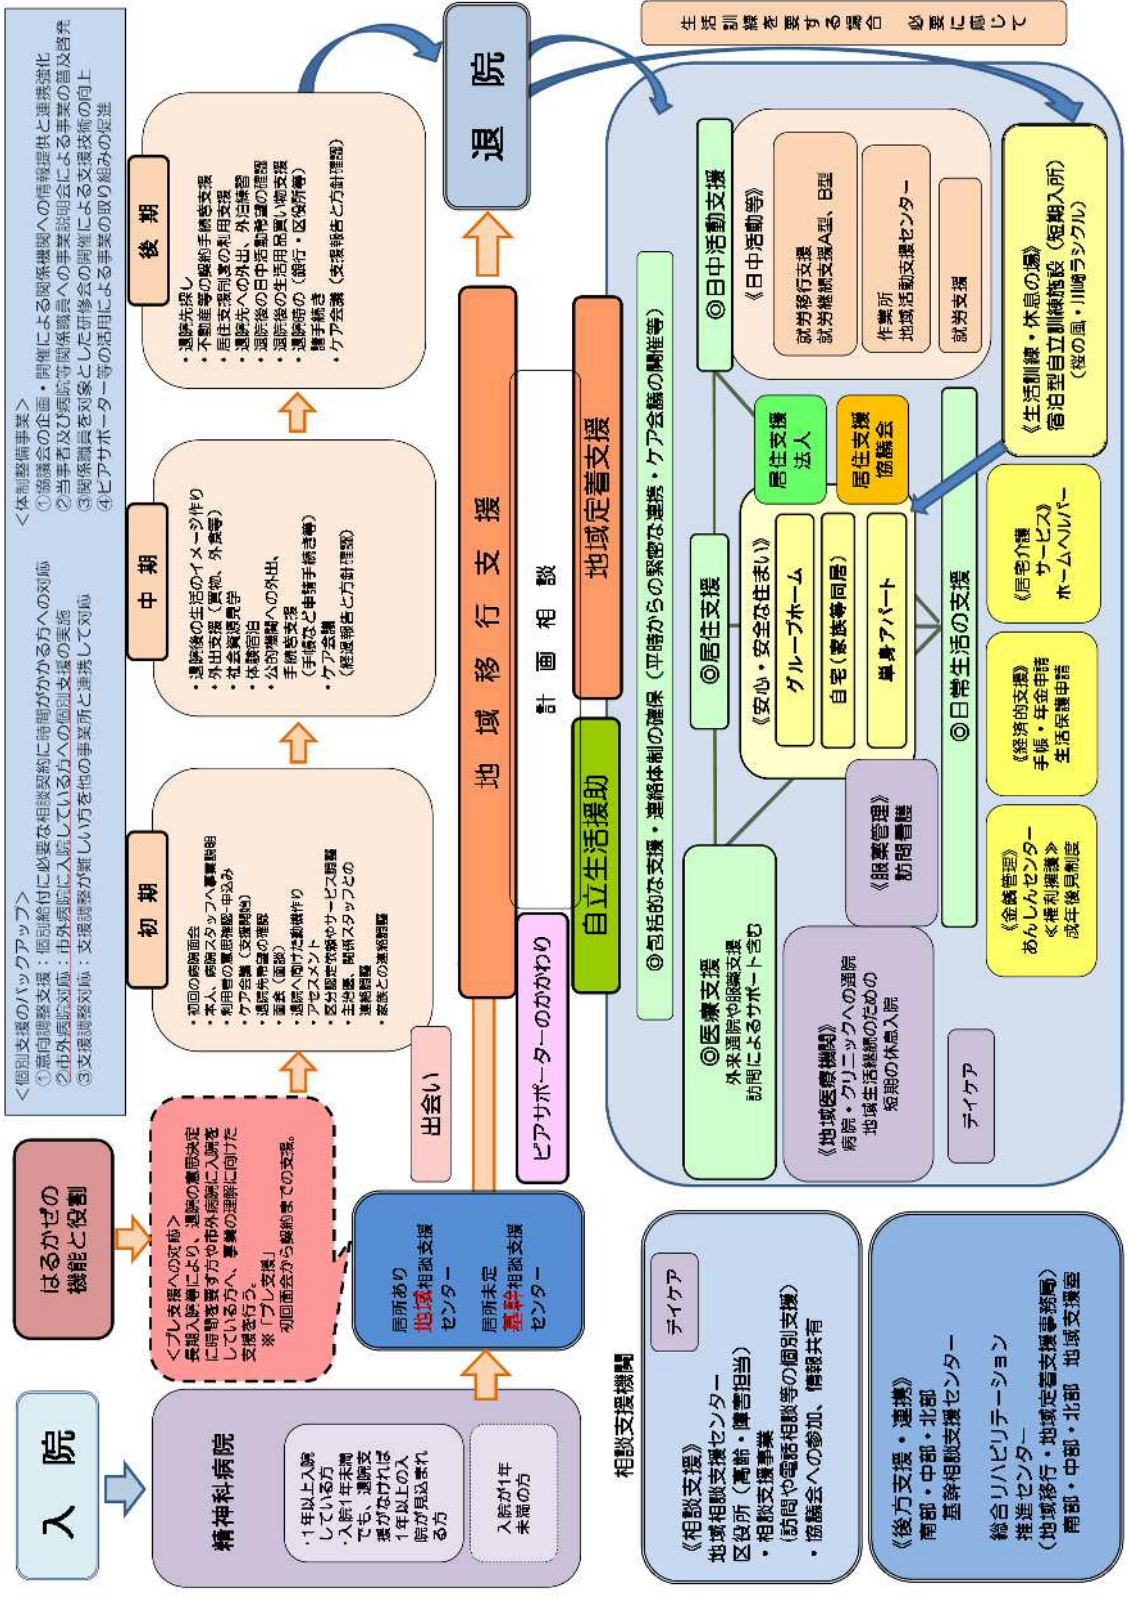 入　院
はるかぜの
機能と役割
＜個別支援のバックアップ＞
①意向調整支援：個別給付に必要な相談契約に時間がかかる方への対応
②市外病院対応：市外病院に入院している方への個別支援の実施
③支援調整対応：支援調整が難しい方を他の事業所と連携して対応
＜体制整備事業＞
①協議会の企画・開催による関係機関への情報提供と連携強化
②当事者及び病院等関係職員への事業説明会による事業の普及啓発
③関係職員を対象とした研修会の開催による支援技術の向上
④ピアサポーター等の活用による事業の取り組みの促進
精神科病院
・1年以上入院
している方
・入院1年未満
でも、退院支
援がなければ
1年以上の入
院が見込まれ
る方
入院が1年
未満の方
＜プレ支援への対応＞
長期入院等により、退院の意思決定
に時間を要す方や市外病院に入院を
している方へ、事業の理解に向けた
支援を行う。
※「プレ支援」
初回面会から契約までの支援。
居所あり
地域相談支援
センター
居所未定
基幹相談支援
センター
出会い
初　期
・初回の病院面会
・本人、病院スタッフへ事業説明
・利用者の意思確認・申込み
・ケア会議（支援開始）
・退院先希望の確認
・面会（面談）
・退院へ向けた動機作り
・アセスメント
・区分認定依頼やサービス調整
・主治医、関係スタッフとの
連絡調整
・家族との連絡調整
中　期
・退院後の生活のイメージ作り
・外出支援（買物、外食等）
・社会資源見学
・体験宿泊
・公的機関への外出、
手続き支援
（手帳など申請手続き等）
・ケア会議
（経過報告と方針確認）
後　期
・退院先探し
・不動産等の契約手続き支援
・居住支援制度の利用支援
・退院先への外出、外泊練習
・退院後の日中活動希望の確認
・退院後の生活用品買い物支援
・退院時の（銀行・区役所等）
諸手続き
・ケア会議（支援報告と方針確認）
退　院
地　域　移　行　支　援
計　画　相　談
ピアサポーターのかかわり
自立生活援助
地域定着支援
生活訓練を要する場合　必要に応じて
◎包括的な支援・連絡体制の確保（平時からの緊密な連携・ケア会議の開催等）
◎医療支援
外来通院や服薬支援
訪問によるサポート含む
《地域医療機関》
病院・クリニックへの通院
地域生活継続のための
短期の休息入院
デイケア
《服薬管理》
訪問看護
◎居住支援
《安心・安全な住まい》
グループホーム
自宅（家族等同居）
単身アパート
居住支援
法人
居住支援
協議会
◎日中活動支援
《日中活動等》
就労移行支援
就労継続支援A型、B型
作業所
地域活動支援センター
就労支援
◎日常生活の支援
《金銭管理》
あんしんセンター
≪権利擁護≫
成年後見制度
《経済的支援》
手帳・年金申請
生活保護申請
《居宅介護
サービス》
ホームヘルパー
《生活訓練・休息の場》
宿泊型自立訓練施設（短期入所）
（桜の風・川崎ラシクル）
相談支援機関
デイケア
《相談支援》
地域相談支援センター
区役所（高齢・障害担当）
・相談支援事業
（訪問や電話相談等の個別支援）
・協議会への参加、情報共有
《後方支援・連携》
南部・中部・北部
基幹相談支援センター
総合リハビリテーション
推進センター
（地域移行・地域定着支援事務局）
南部・中部・北部　地域支援室